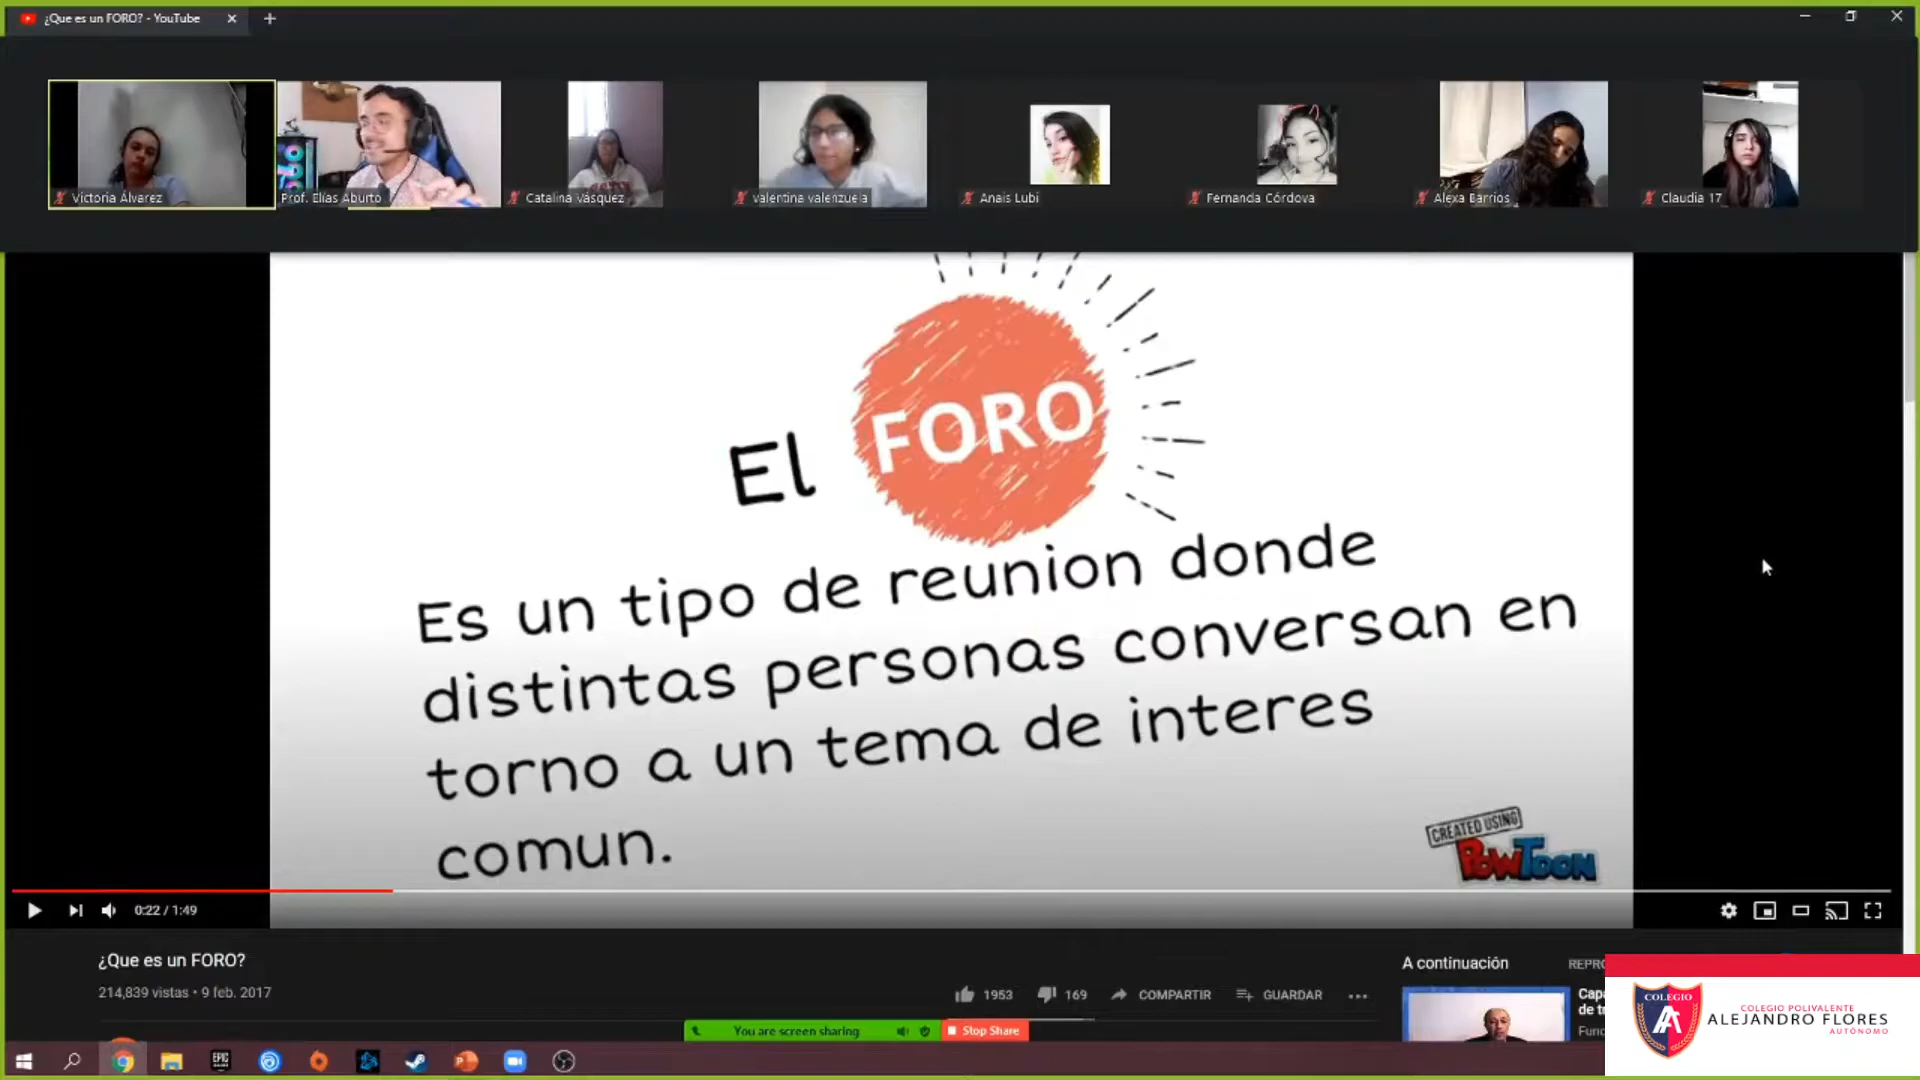 ¿Que es un FORO? - YouTube
Victoria Álvarez
Prof. Elías Aburto
Catalina Vásquez
valentina valenzuela
Anais Lubi
Fernanda Córdova
Alexa Barrios
Claudia 17
El FORO
Es un tipo de reunion donde
distintas personas conversan en
torno a un tema de interes
comun.
CREATED USING
POWTOON
0:22 / 1:49
¿Que es un FORO?
214,839 vistas • 9 feb. 2017
1953
169
COMPARTIR
GUARDAR
A continuación
You are screen sharing
Stop Share
EPIC
COLEGIO
COLEGIO POLIVALENTE
ALEJANDRO FLORES
AUTÓNOMO